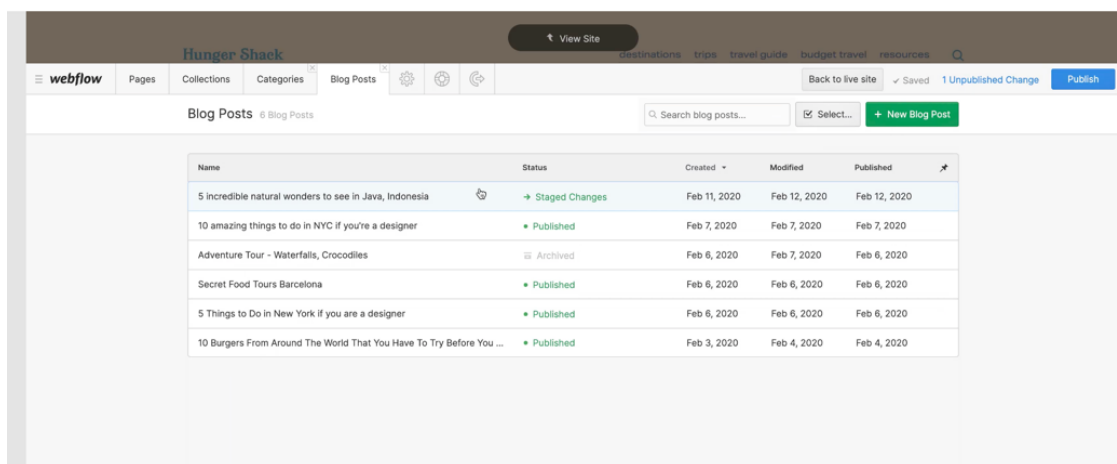 View Site
Hunger Shack destinations trips travel guide budget travel resources
webflow Pages Collections Categories Blog Posts Back to live site Saved 1 Unpublished Change Publish
Blog Posts 6 Blog Posts Search blog posts... Select... + New Blog Post
Name Status Created Modified Published
5 incredible natural wonders to see in Java, Indonesia Staged Changes Feb 11, 2020 Feb 12, 2020 Feb 12, 2020
10 amazing things to do in NYC if you're a designer Published Feb 7, 2020 Feb 7, 2020 Feb 7, 2020
Adventure Tour - Waterfalls, Crocodiles Archived Feb 6, 2020 Feb 7, 2020 Feb 6, 2020
Secret Food Tours Barcelona Published Feb 6, 2020 Feb 6, 2020 Feb 6, 2020
5 Things to Do in New York if you are a designer Published Feb 6, 2020 Feb 6, 2020 Feb 6, 2020
10 Burgers From Around The World That You Have To Try Before You ... Published Feb 3, 2020 Feb 4, 2020 Feb 4, 2020